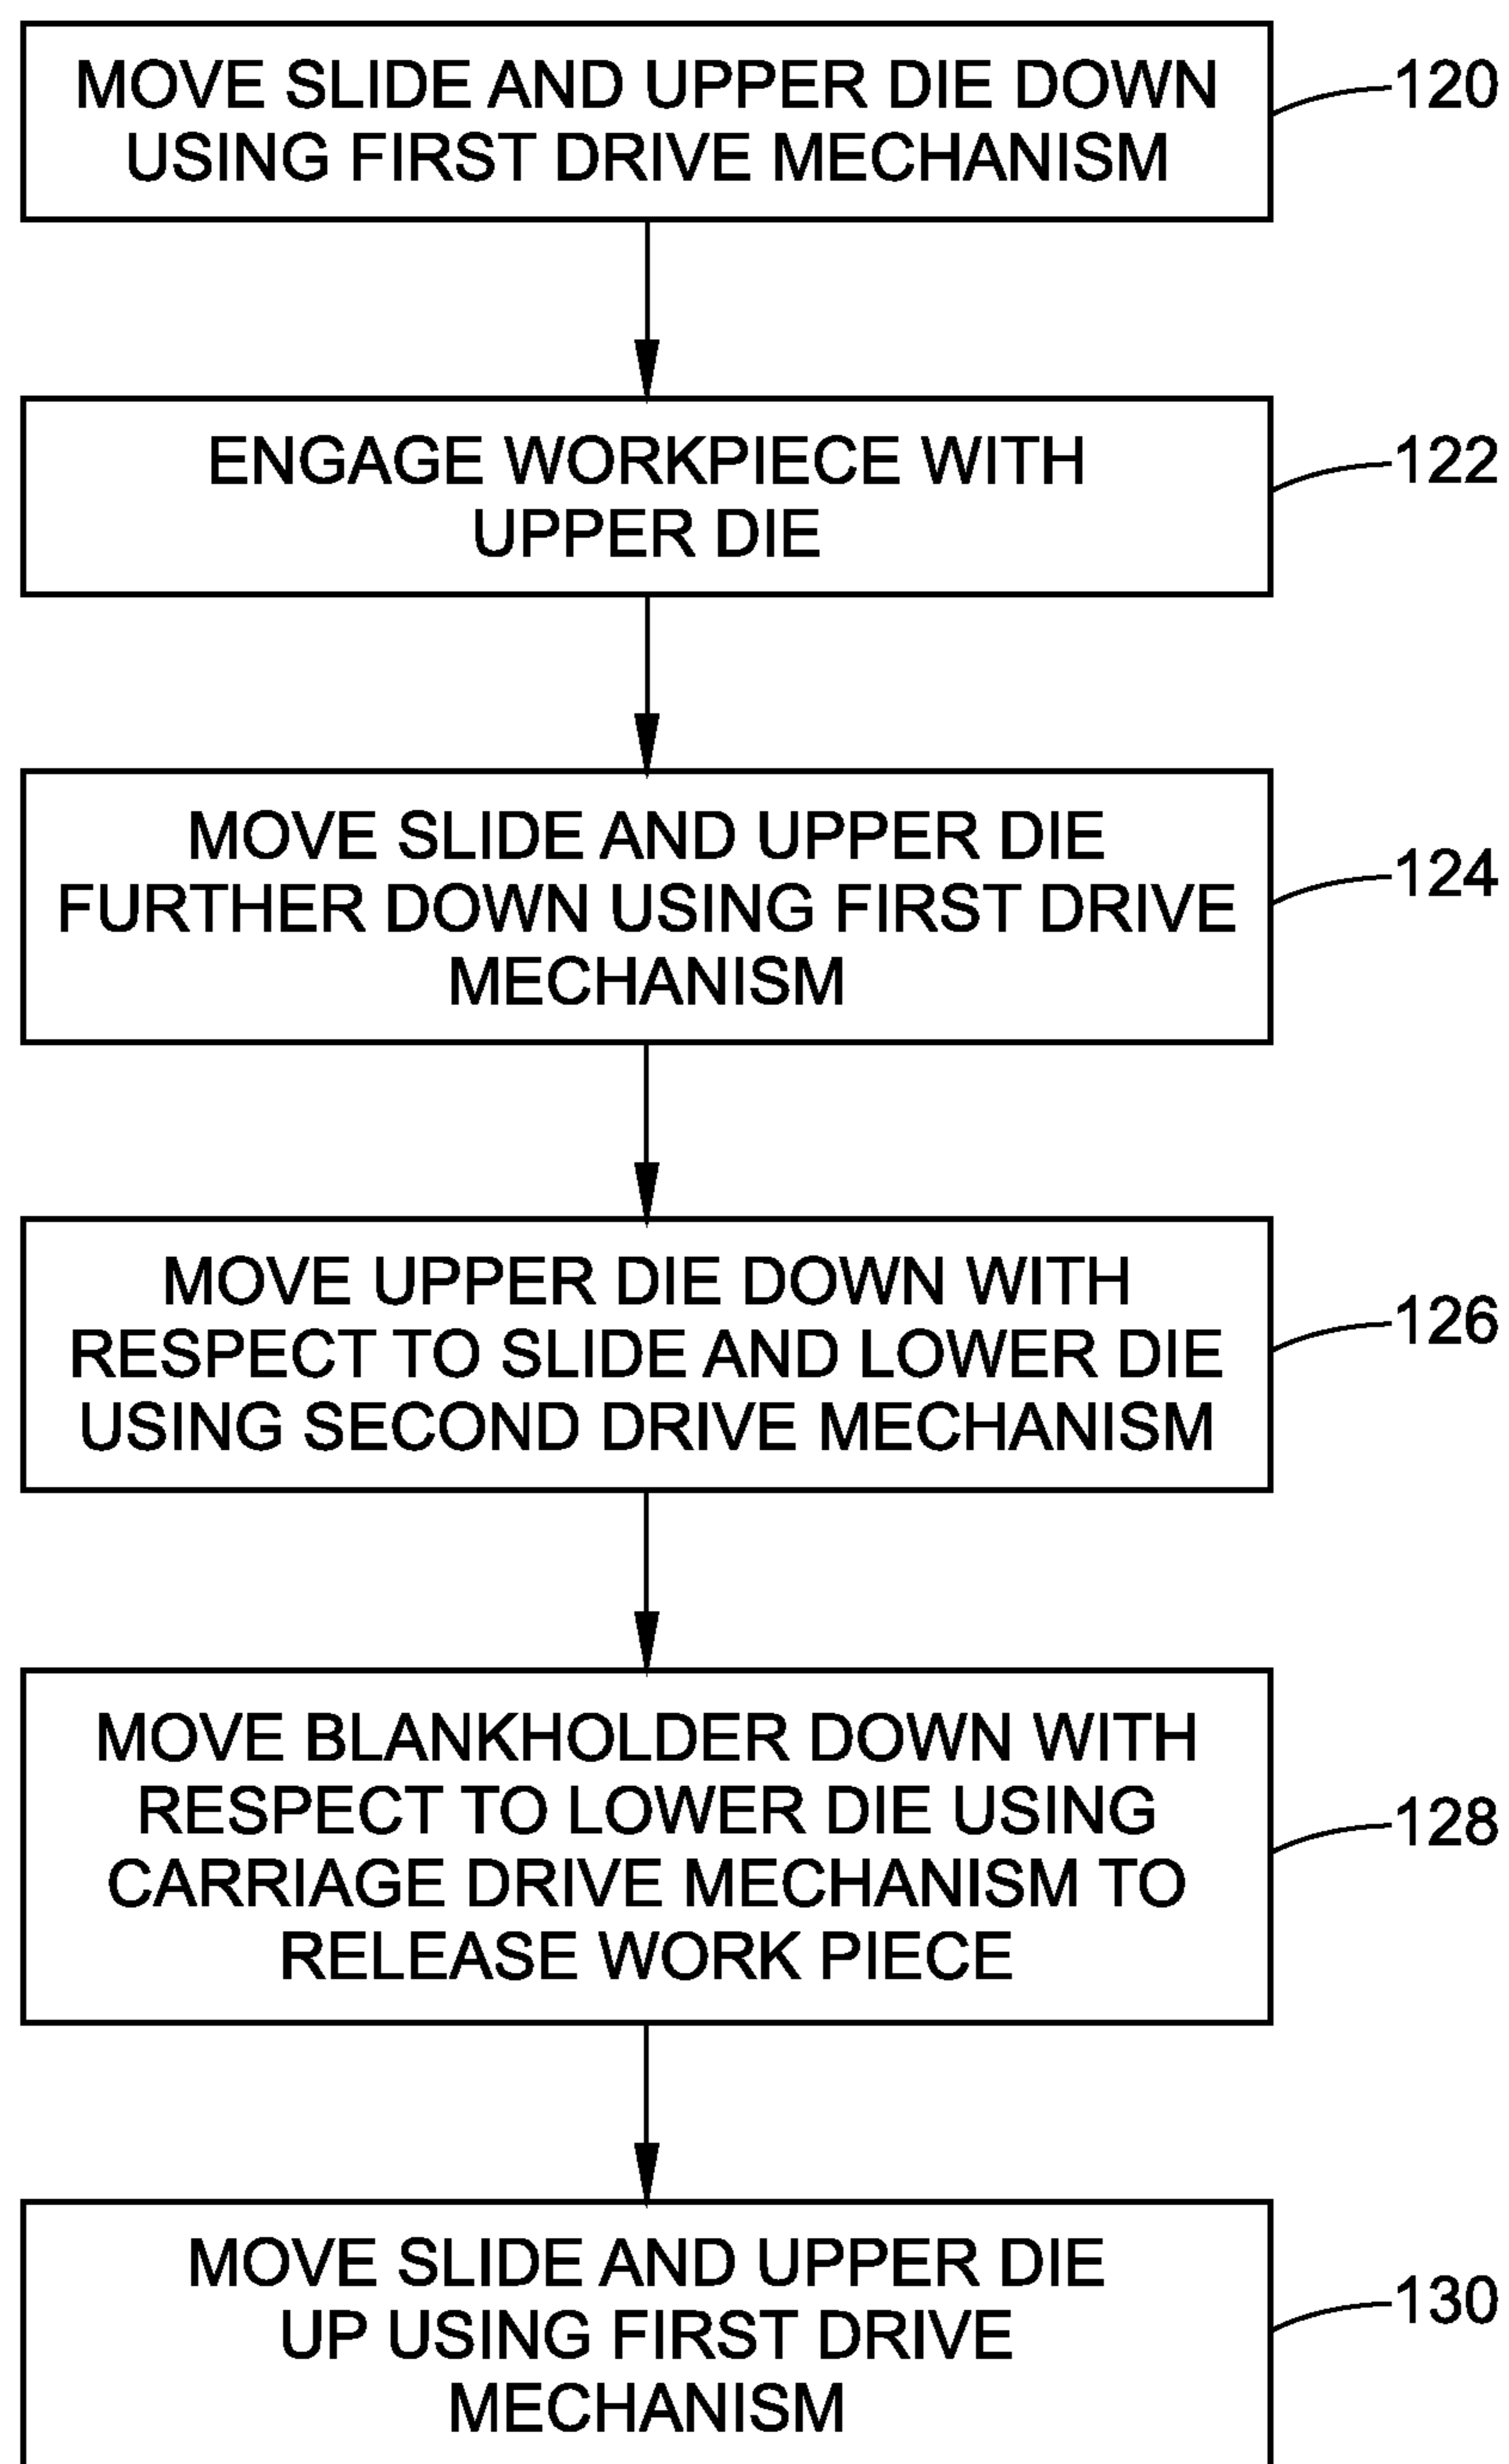 MOVE SLIDE AND UPPER DIE DOWN
USING FIRST DRIVE MECHANISM
120
ENGAGE WORKPIECE WITH
UPPER DIE
122
MOVE SLIDE AND UPPER DIE
FURTHER DOWN USING FIRST DRIVE
MECHANISM
124
MOVE UPPER DIE DOWN WITH
RESPECT TO SLIDE AND LOWER DIE
USING SECOND DRIVE MECHANISM
126
MOVE BLANKHOLDER DOWN WITH
RESPECT TO LOWER DIE USING
CARRIAGE DRIVE MECHANISM TO
RELEASE WORK PIECE
128
MOVE SLIDE AND UPPER DIE
UP USING FIRST DRIVE
MECHANISM
130